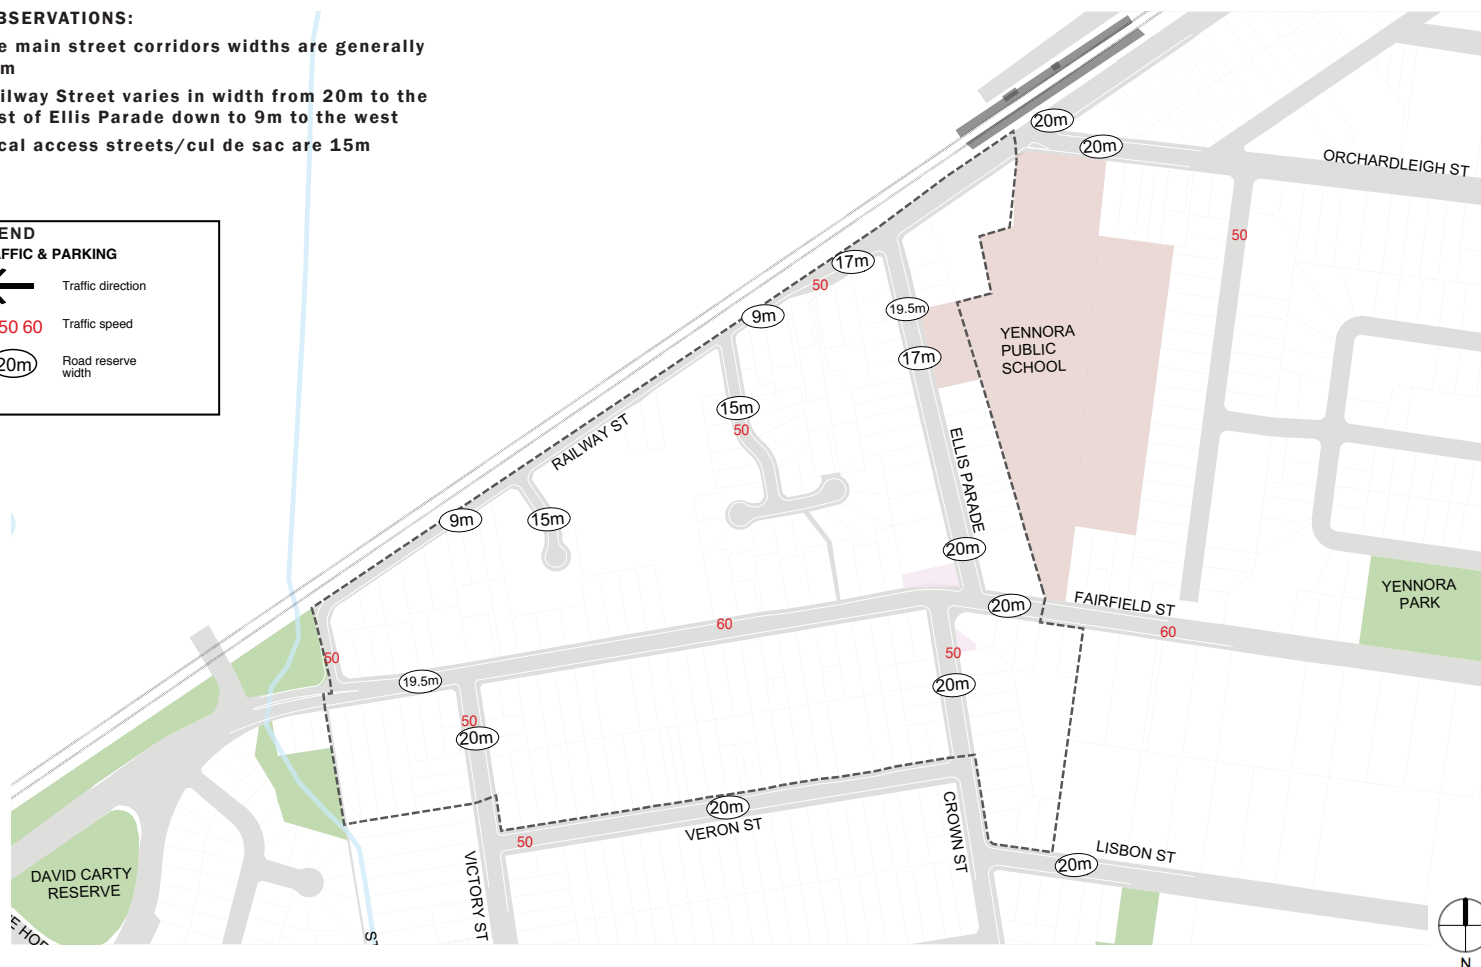 BSERVATIONS:
e main street corridors widths are generally
m
ilway Street varies in width from 20m to the
st of Ellis Parade down to 9m to the west
cal access streets/cul de sac are 15m
END
AFFIC & PARKING
Traffic direction
50 60 Traffic speed
20m Road reserve
width
20m
20m
ORCHARDLEIGH ST
50
17m
50
9m
19.5m
17m
YENNORA
PUBLIC
SCHOOL
15m
50
RAILWAY ST
ELLIS PARADE
9m
15m
20m
YENNORA
PARK
20m
FAIRFIELD ST
60
60
50
50
19.5m
20m
50
20m
20m
VERON ST
50
CROWN ST
LISBON ST
20m
VICTORY ST
DAVID CARTY
RESERVE
E HOR
ST
N